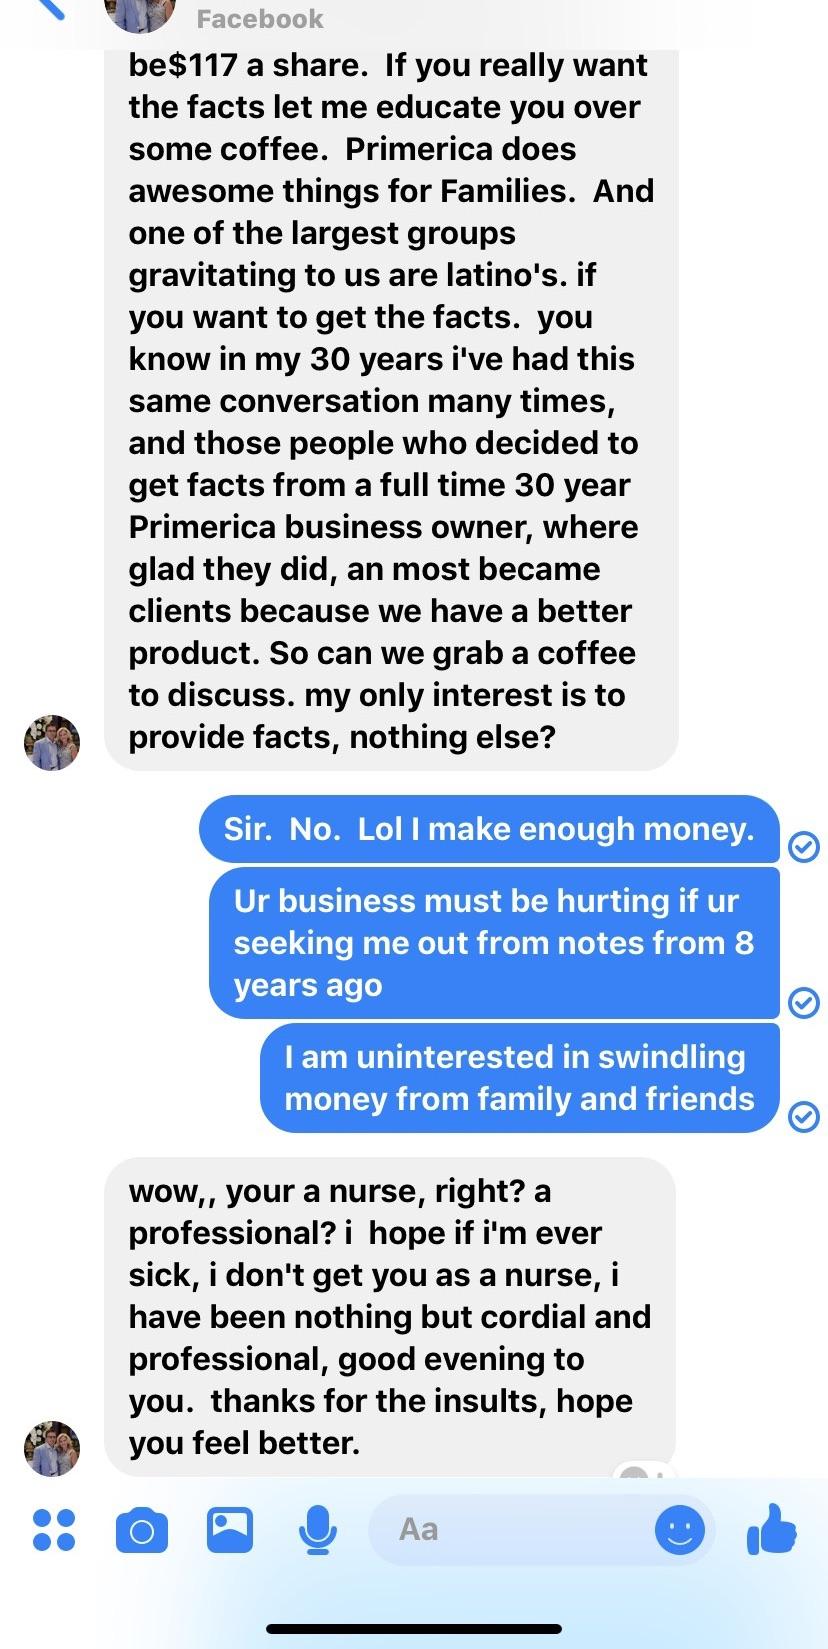 Facebook
be$117 a share.  If you really want
the facts let me educate you over
some coffee.  Primerica does
awesome things for Families.  And
one of the largest groups
gravitating to us are latino's. if
you want to get the facts.  you
know in my 30 years i've had this
same conversation many times,
and those people who decided to
get facts from a full time 30 year
Primerica business owner, where
glad they did, an most became
clients because we have a better
product. So can we grab a coffee
to discuss. my only interest is to
provide facts, nothing else?
Sir.  No.  Lol I make enough money.
Ur business must be hurting if ur
seeking me out from notes from 8
years ago
I am uninterested in swindling
money from family and friends
wow,, your a nurse, right? a
professional? i  hope if i'm ever
sick, i don't get you as a nurse, i
have been nothing but cordial and
professional, good evening to
you.  thanks for the insults, hope
you feel better.
Aa